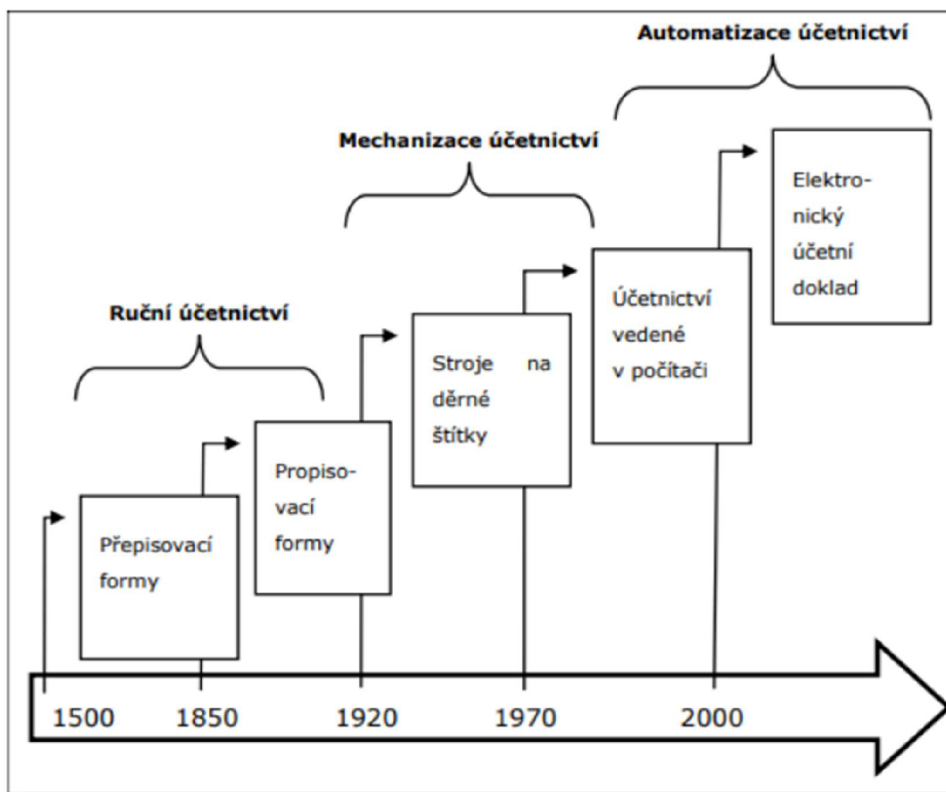 Automatizace účetnictví
Mechanizace účetnictví
Elektro-
nický
účetní
doklad
Účetnictví
vedené
v počítači
Ruční účetnictví
Stroje na
děrné
štítky
Propiso-
vací
formy
Přepisovací
formy
1500 1850 1920 1970 2000